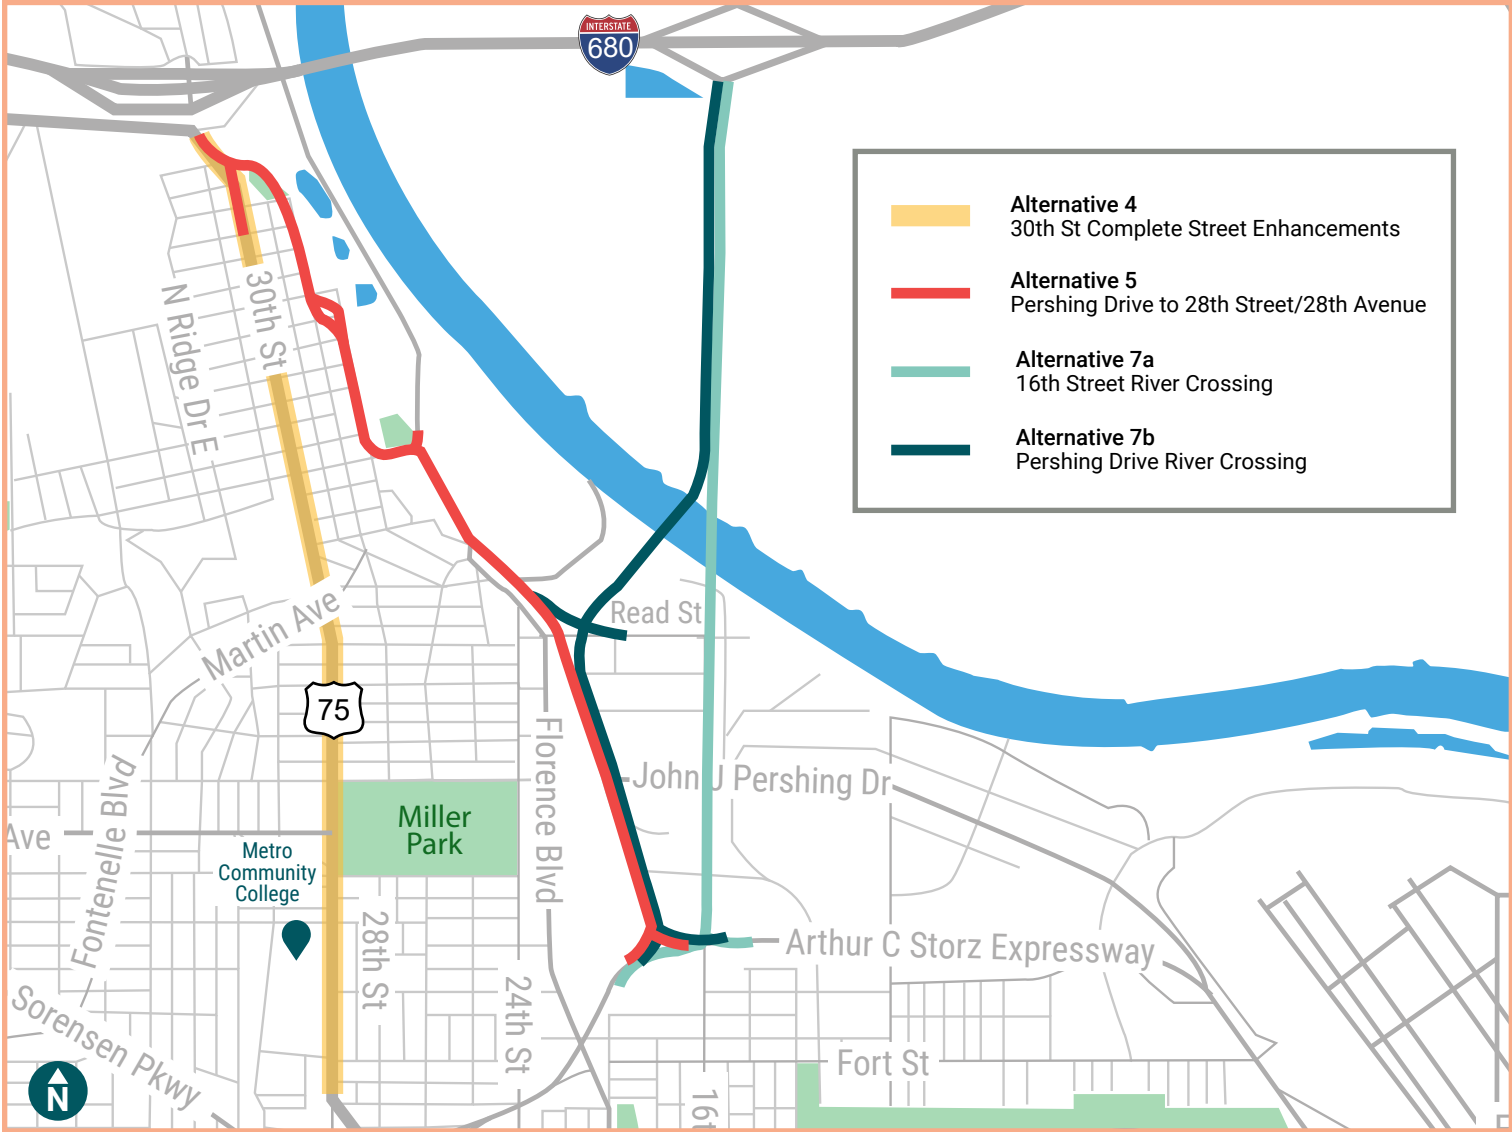 INTERSTATE
680
Alternative 4
30th St Complete Street Enhancements
Alternative 5
Pershing Drive to 28th Street/28th Avenue
Alternative 7a
16th Street River Crossing
Alternative 7b
Pershing Drive River Crossing
30th St
N Ridge Dr E
Read St
Martin Ave
75
Florence Blvd
John J Pershing Dr
Fontenelle Blvd
Miller
Park
Ave
Metro
Community
College
28th St
24th St
Arthur C Storz Expressway
Sorensen Pkwy
Fort St
16t
N